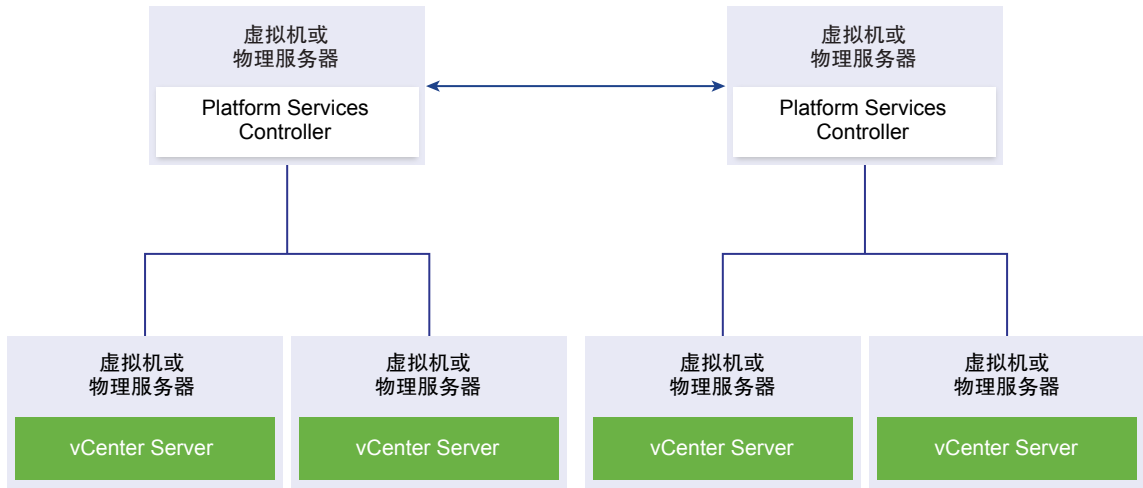 虚拟机或
物理服务器
Platform Services
Controller
虚拟机或
物理服务器
Platform Services
Controller
虚拟机或
物理服务器
vCenter Server
虚拟机或
物理服务器
vCenter Server
虚拟机或
物理服务器
vCenter Server
虚拟机或
物理服务器
vCenter Server